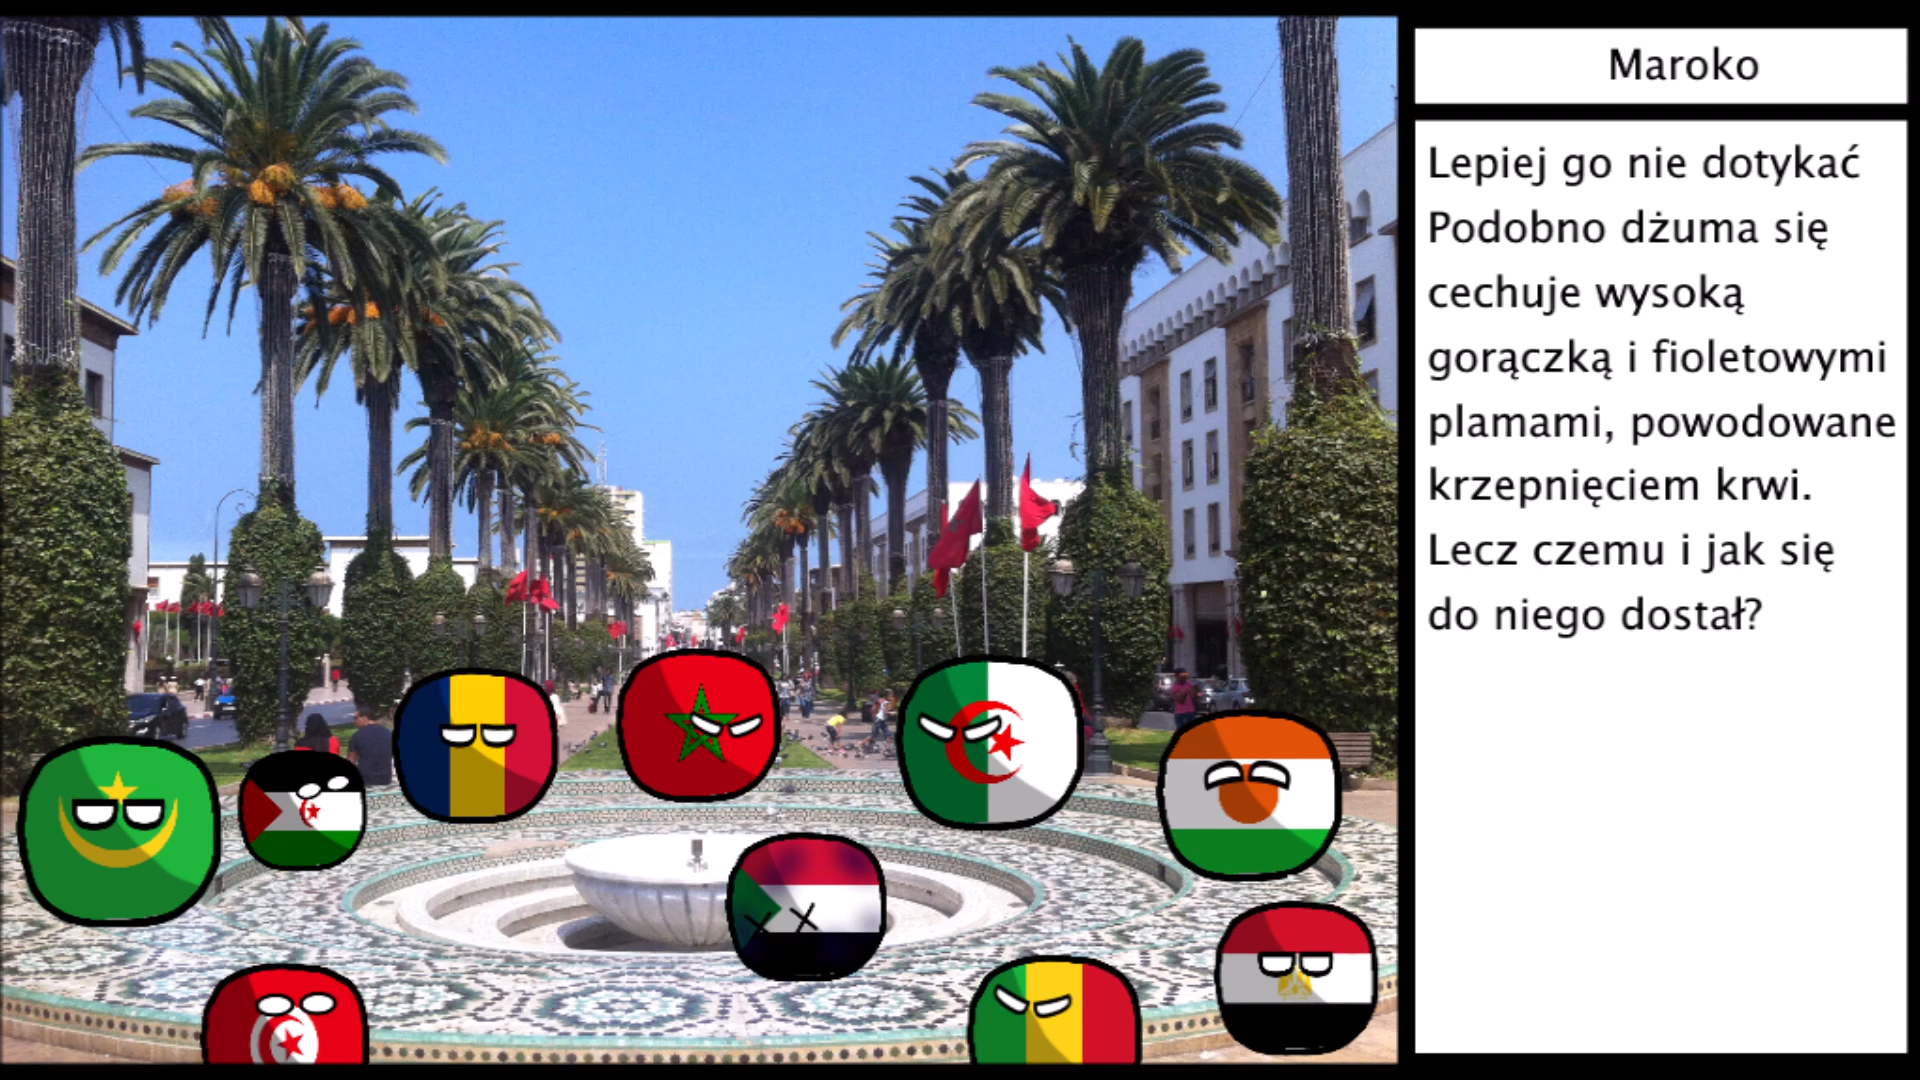 Maroko
Lepiej go nie dotykać
Podobno dżuma się
cechuje wysoką
gorączką i fioletowymi
plamami, powodowane
krzepnięciem krwi.
Lecz czemu i jak się
do niego dostał?